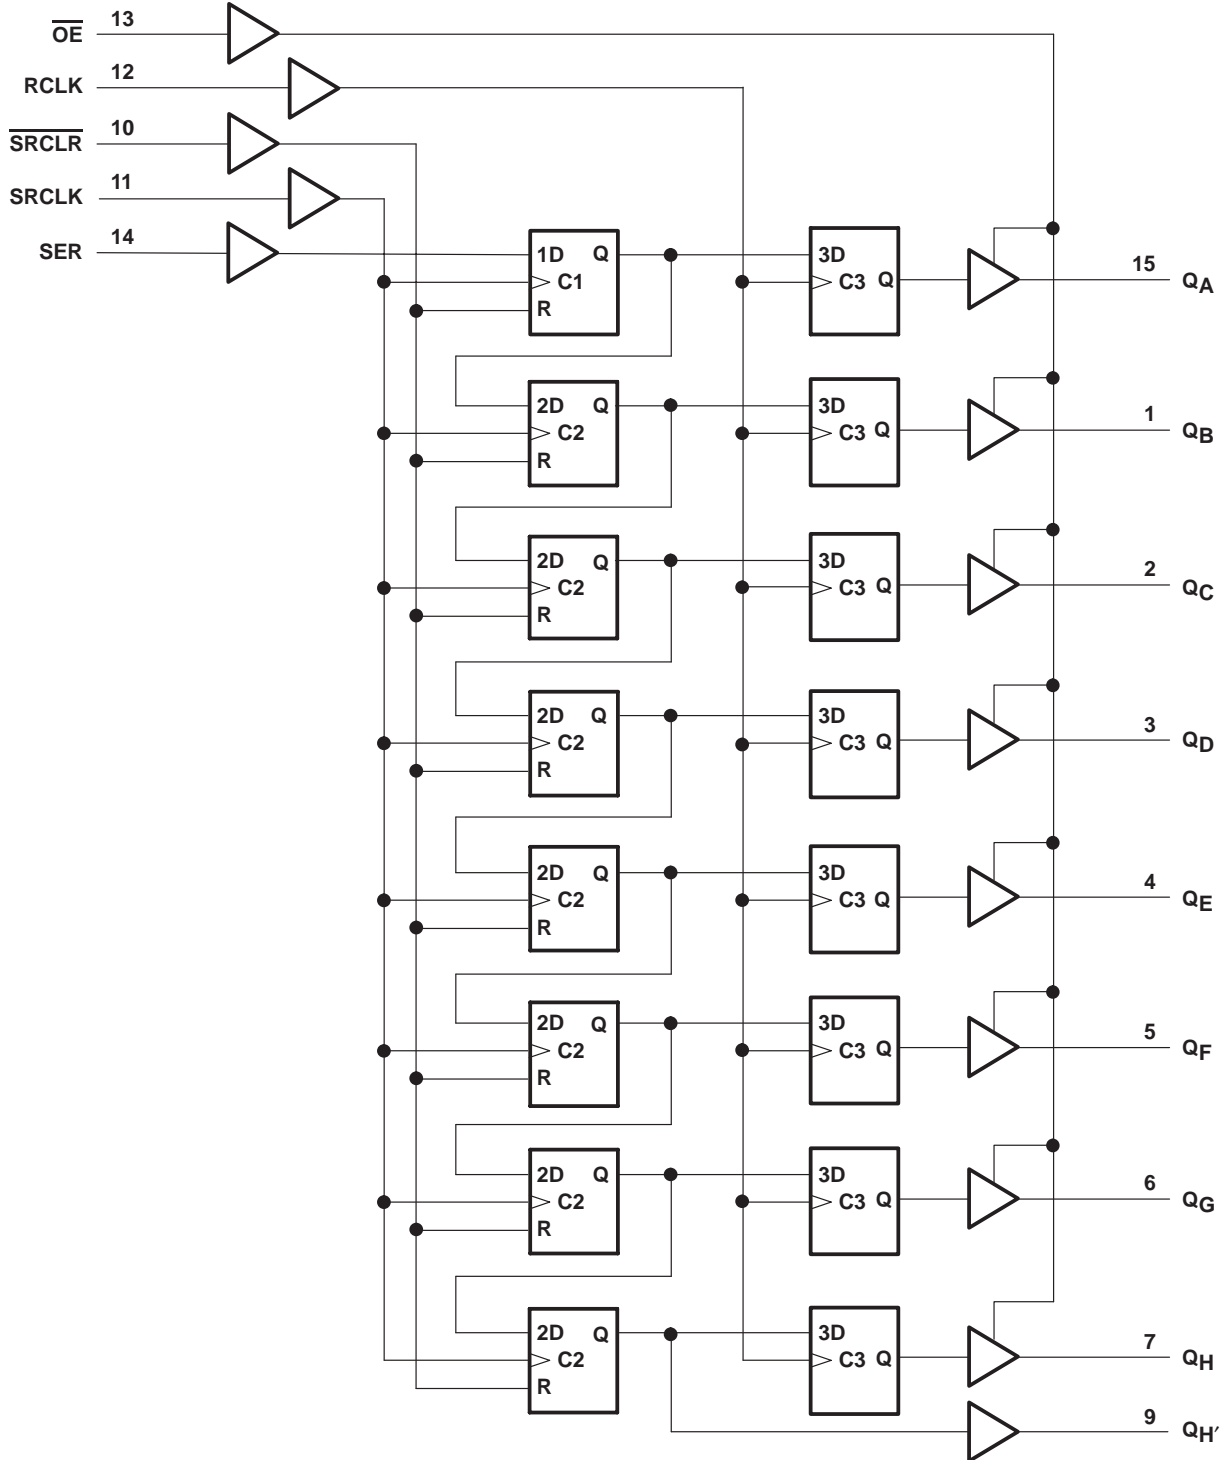 OE 13
RCLK 12
SRCLR 10
SRCLK 11
SER 14
1D Q
C1
R
3D
C3 Q
15 QA
2D Q
C2
R
3D
C3 Q
1 QB
2D Q
C2
R
3D
C3 Q
2 QC
2D Q
C2
R
3D
C3 Q
3 QD
2D Q
C2
R
3D
C3 Q
4 QE
2D Q
C2
R
3D
C3 Q
5 QF
2D Q
C2
R
3D
C3 Q
6 QG
2D Q
C2
R
3D
C3 Q
7 QH
9 QH′